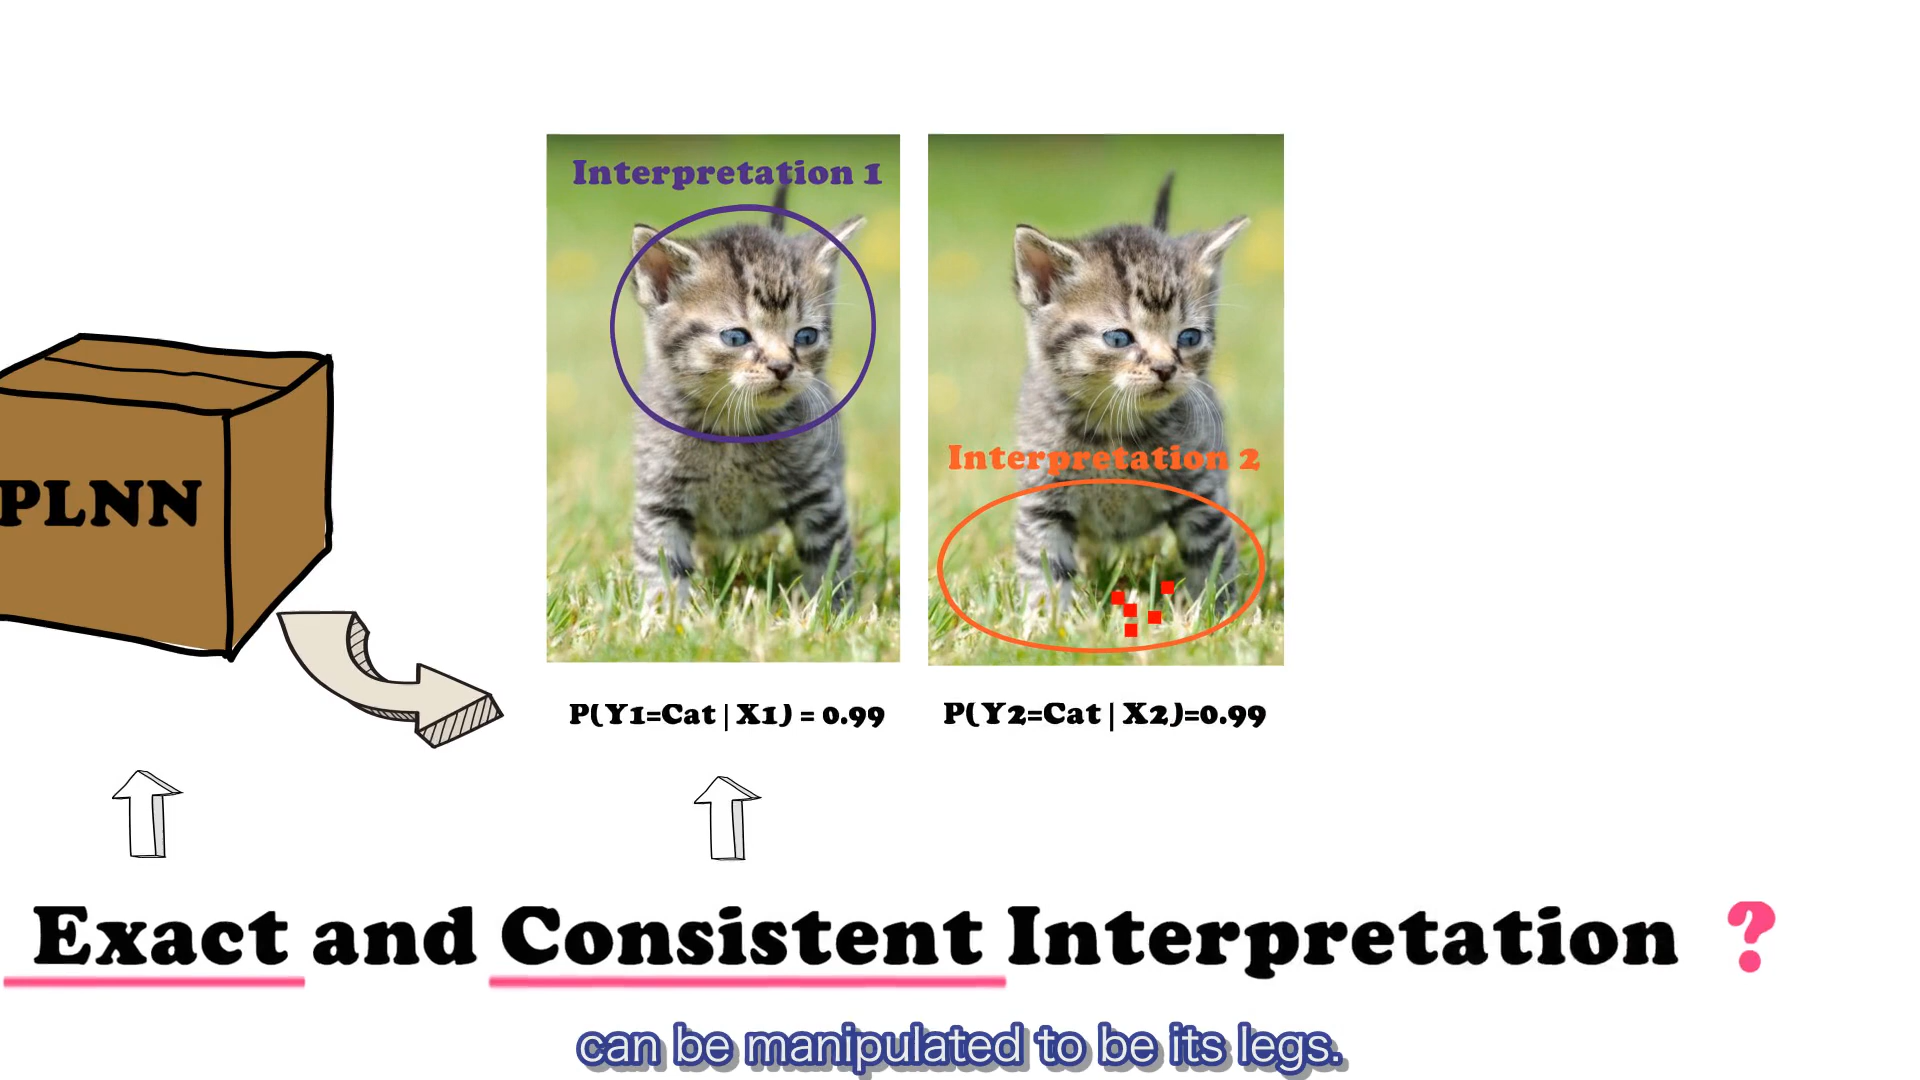 Interpretation 1
Interpretation 2
PLNN
P(Y1=Cat | X1) = 0.99
P(Y2=Cat | X2)=0.99
Exact and Consistent Interpretation ?
can be manipulated to be its legs.